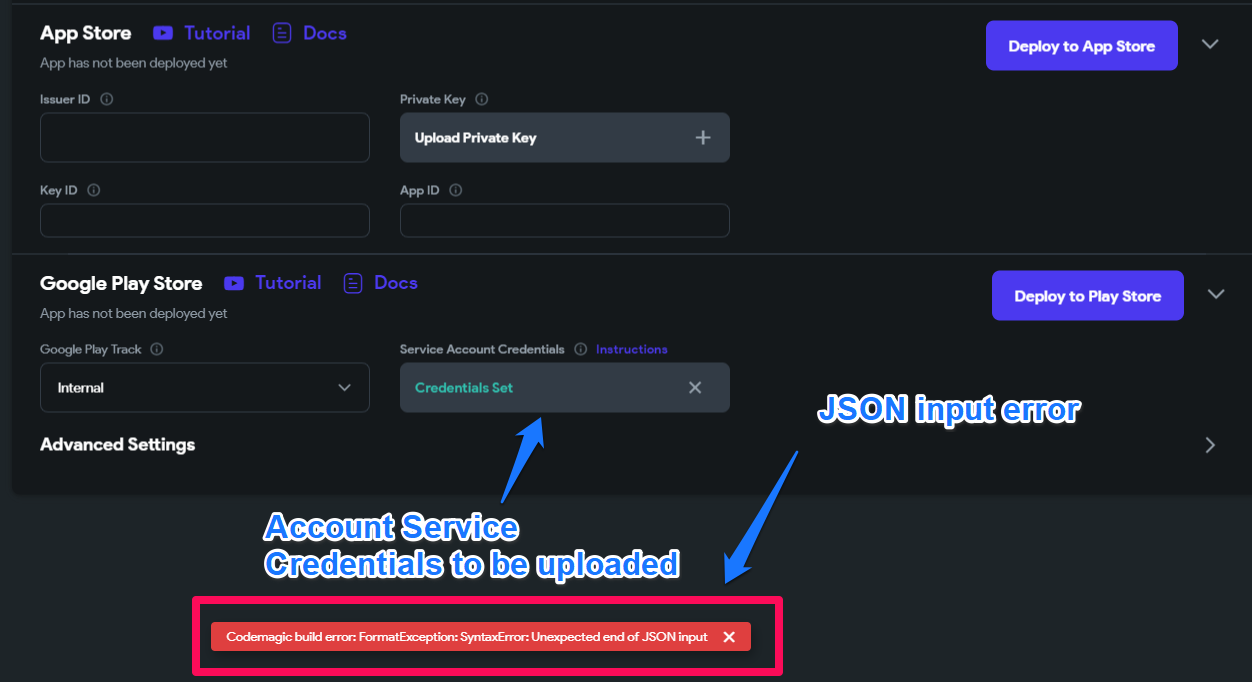 App Store Tutorial Docs
Deploy to App Store
App has not been deployed yet
Issuer ID Private Key
Upload Private Key
Key ID App ID
Google Play Store Tutorial Docs
Deploy to Play Store
App has not been deployed yet
Google Play Track Service Account Credentials Instructions
Internal Credentials Set
JSON input error
Advanced Settings
Account Service
Credentials to be uploaded
Codemagic build error: FormatException: SyntaxError: Unexpected end of JSON input